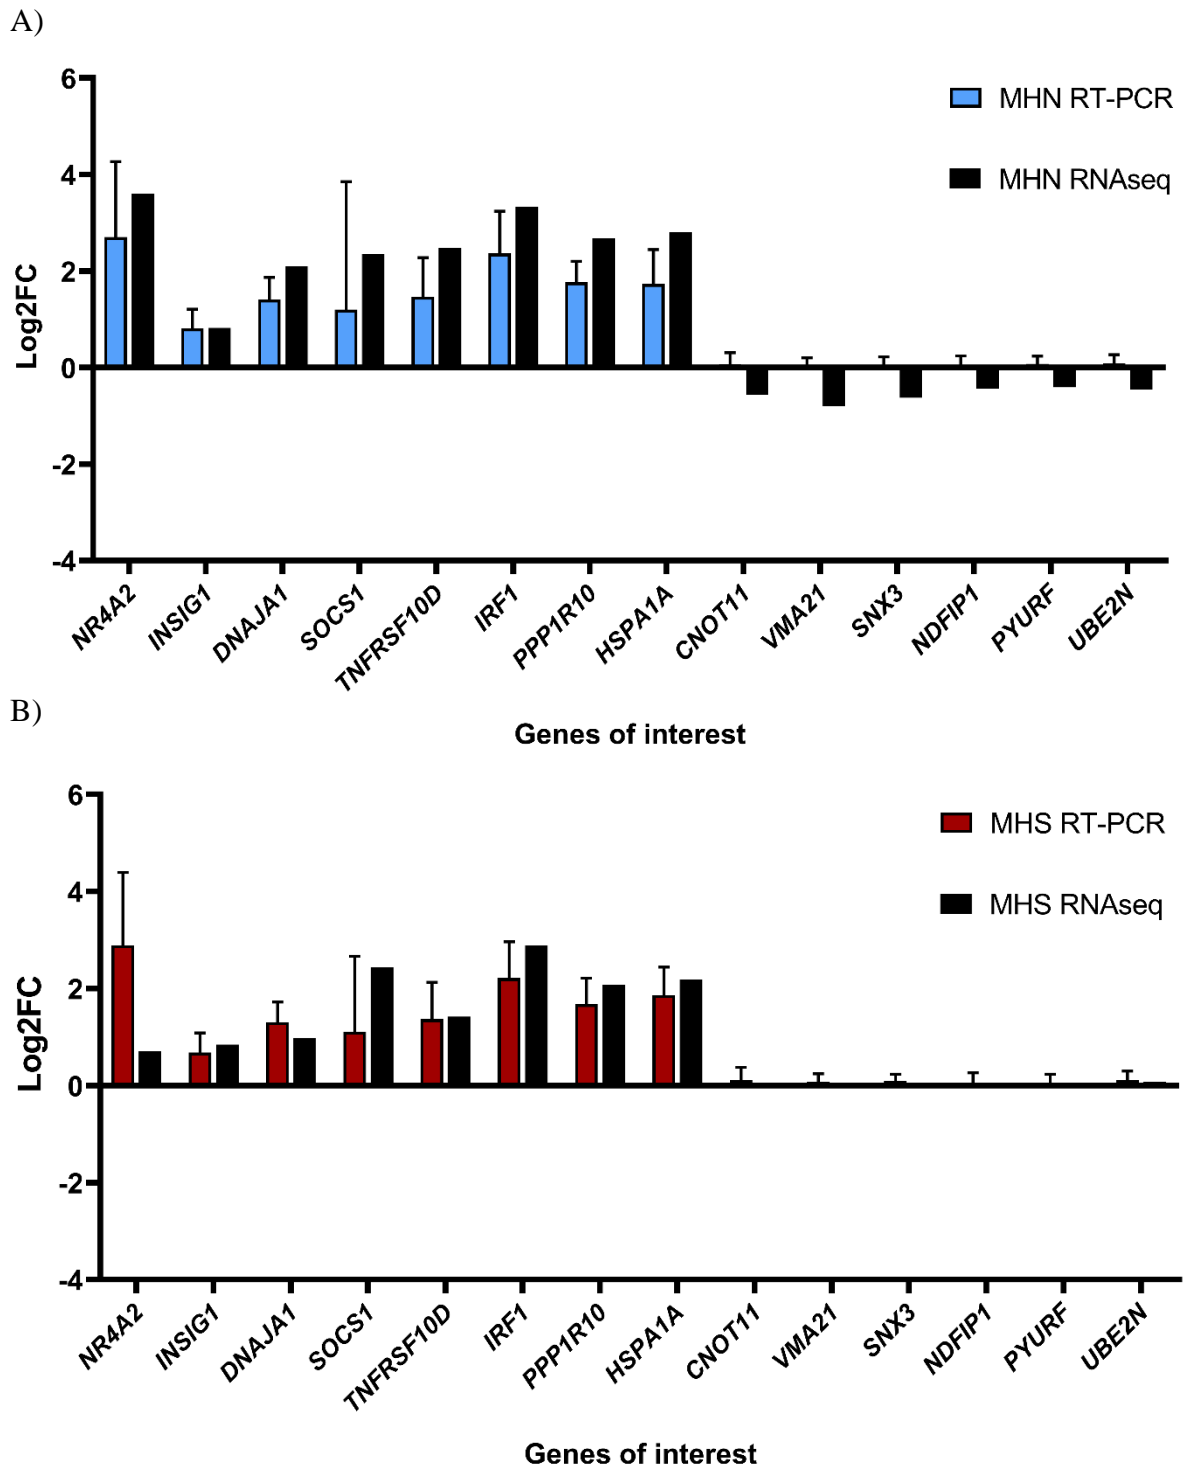 A)
6
4
2
0
-2
-4
Log2FC
MHN RT-PCR
MHN RNAseq
NR4A2
INSIG1
DNAJA1
SOCS1
TNFRSF10D
IRF1
PPP1R10
HSPA1A
CNOT11
VMA21
SNX3
NDFIP1
PYURF
UBE2N
Genes of interest
B)
6
4
2
0
-2
-4
Log2FC
MHS RT-PCR
MHS RNAseq
NR4A2
INSIG1
DNAJA1
SOCS1
TNFRSF10D
IRF1
PPP1R10
HSPA1A
CNOT11
VMA21
SNX3
NDFIP1
PYURF
UBE2N
Genes of interest